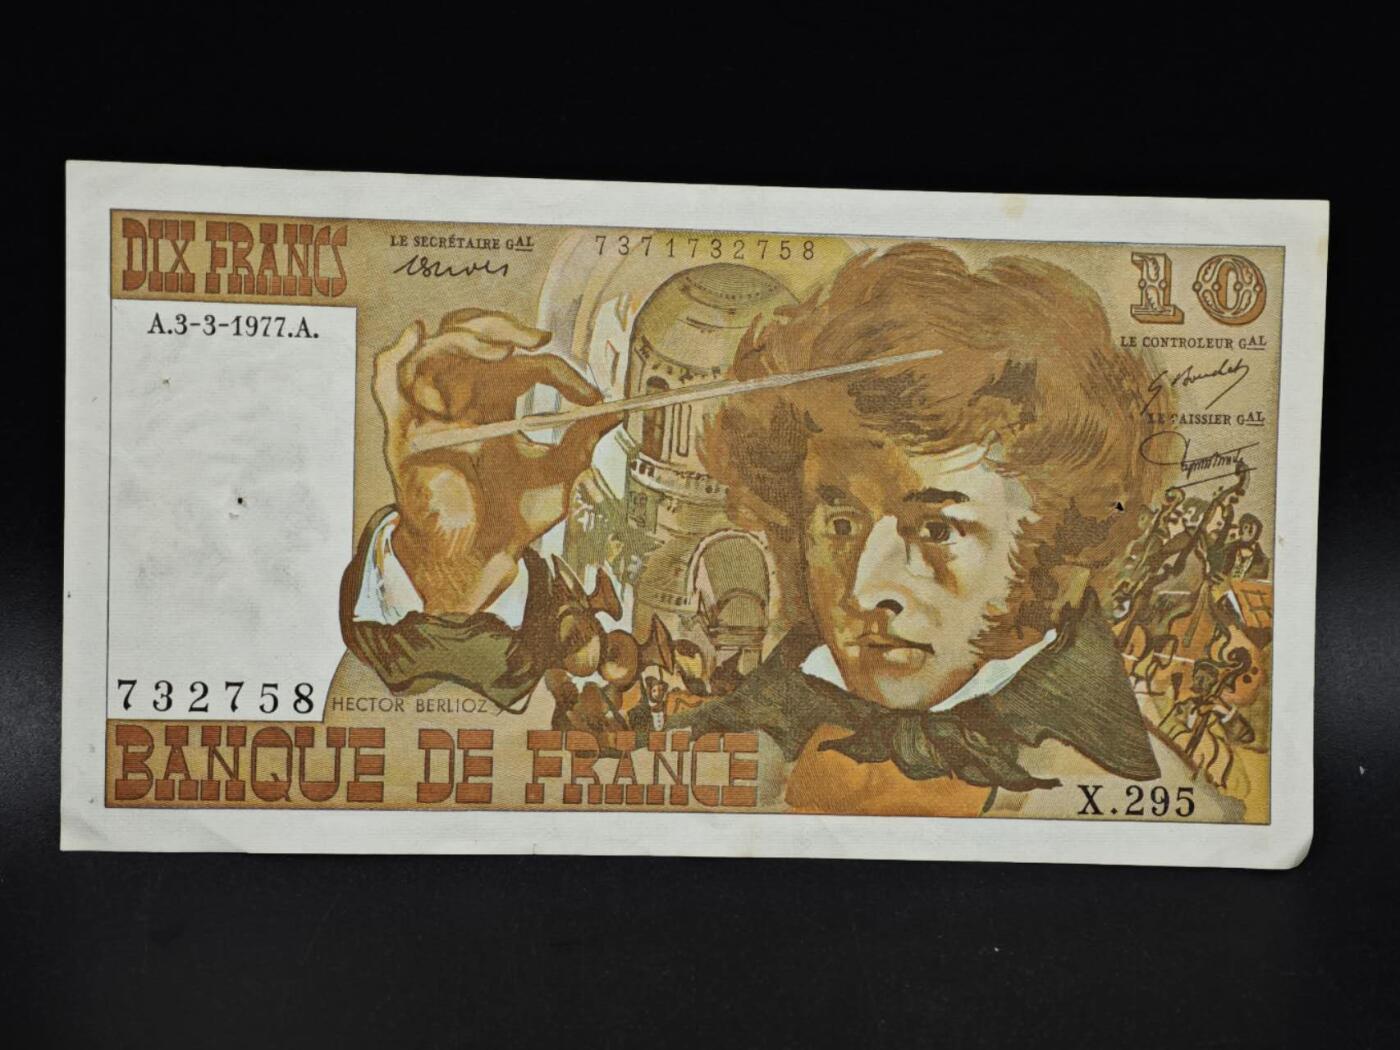 DIX FRANCS
LE SECRÉTAIRE GAL
7371732758
10
A.3-3-1977.A.
LE CONTROLEUR GAL
LE CAISSIER GAL
732758
HECTOR BERLIOZ
BANQUE DE FRANCE
X.295